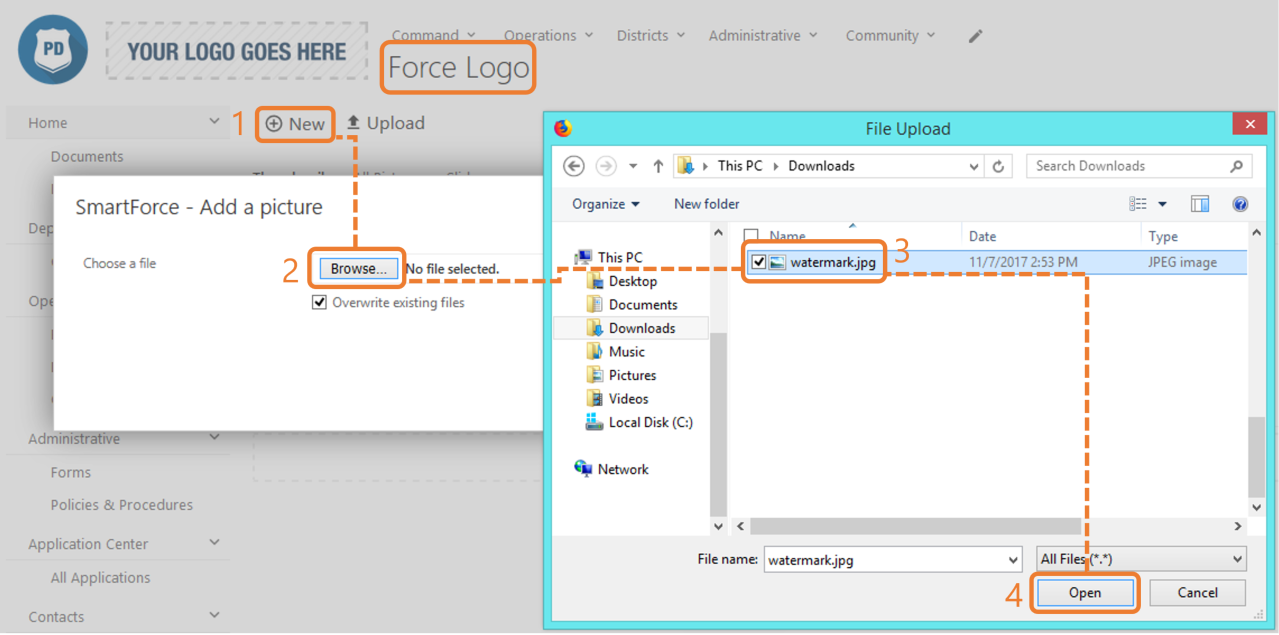 PD
YOUR LOGO GOES HERE
Command Operations Districts Administrative Community
Force Logo
Home
1 New Upload
Documents
SmartForce - Add a picture
Choose a file
2 Browse... No file selected.
Overwrite existing files
Administrative
Forms
Policies & Procedures
Application Center
All Applications
Contacts
File Upload
This PC Downloads
Search Downloads
Organize New folder
Name Date Type
watermark.jpg 3 11/7/2017 2:53 PM JPEG image
This PC
Desktop
Documents
Downloads
Music
Pictures
Videos
Local Disk (C:)
Network
File name: watermark.jpg All Files (*.*)
4 Open Cancel